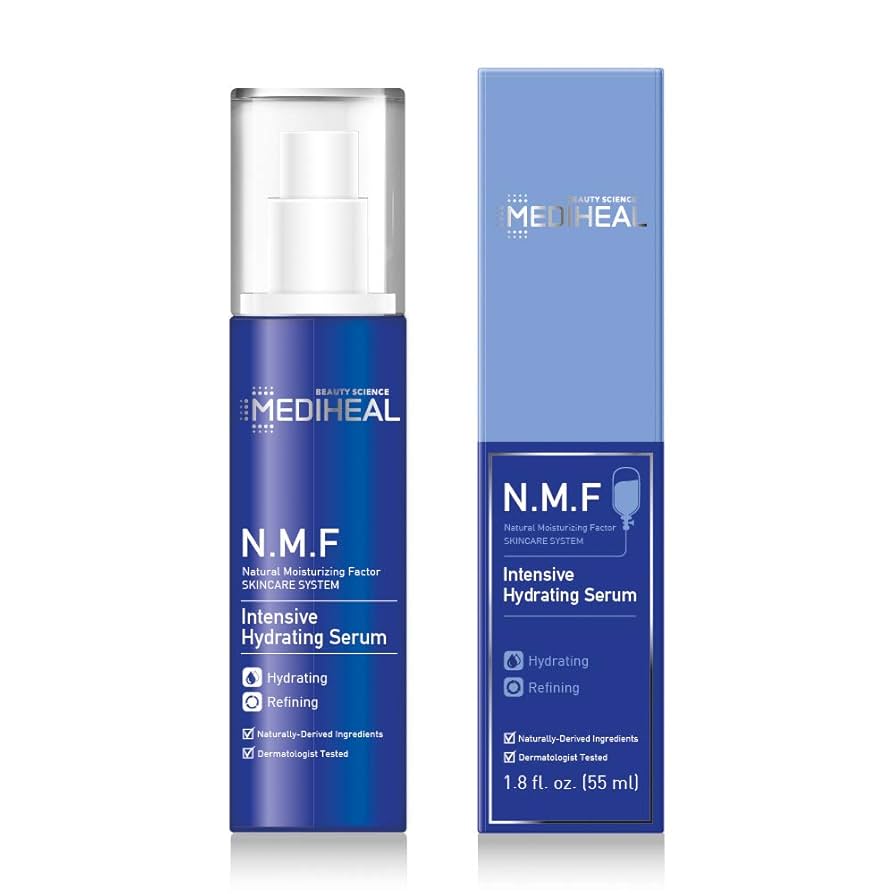 BEAUTY SCIENCE
MEDIHEAL
N.M.F
Natural Moisturizing Factor
SKINCARE SYSTEM
Intensive
Hydrating Serum
Hydrating
Refining
Naturally-Derived Ingredients
Dermatologist Tested
BEAUTY SCIENCE
MEDIHEAL
N.M.F
Natural Moisturizing Factor
SKINCARE SYSTEM
Intensive
Hydrating Serum
Hydrating
Refining
Naturally-Derived Ingredients
Dermatologist Tested
1.8 fl. oz. (55 ml)